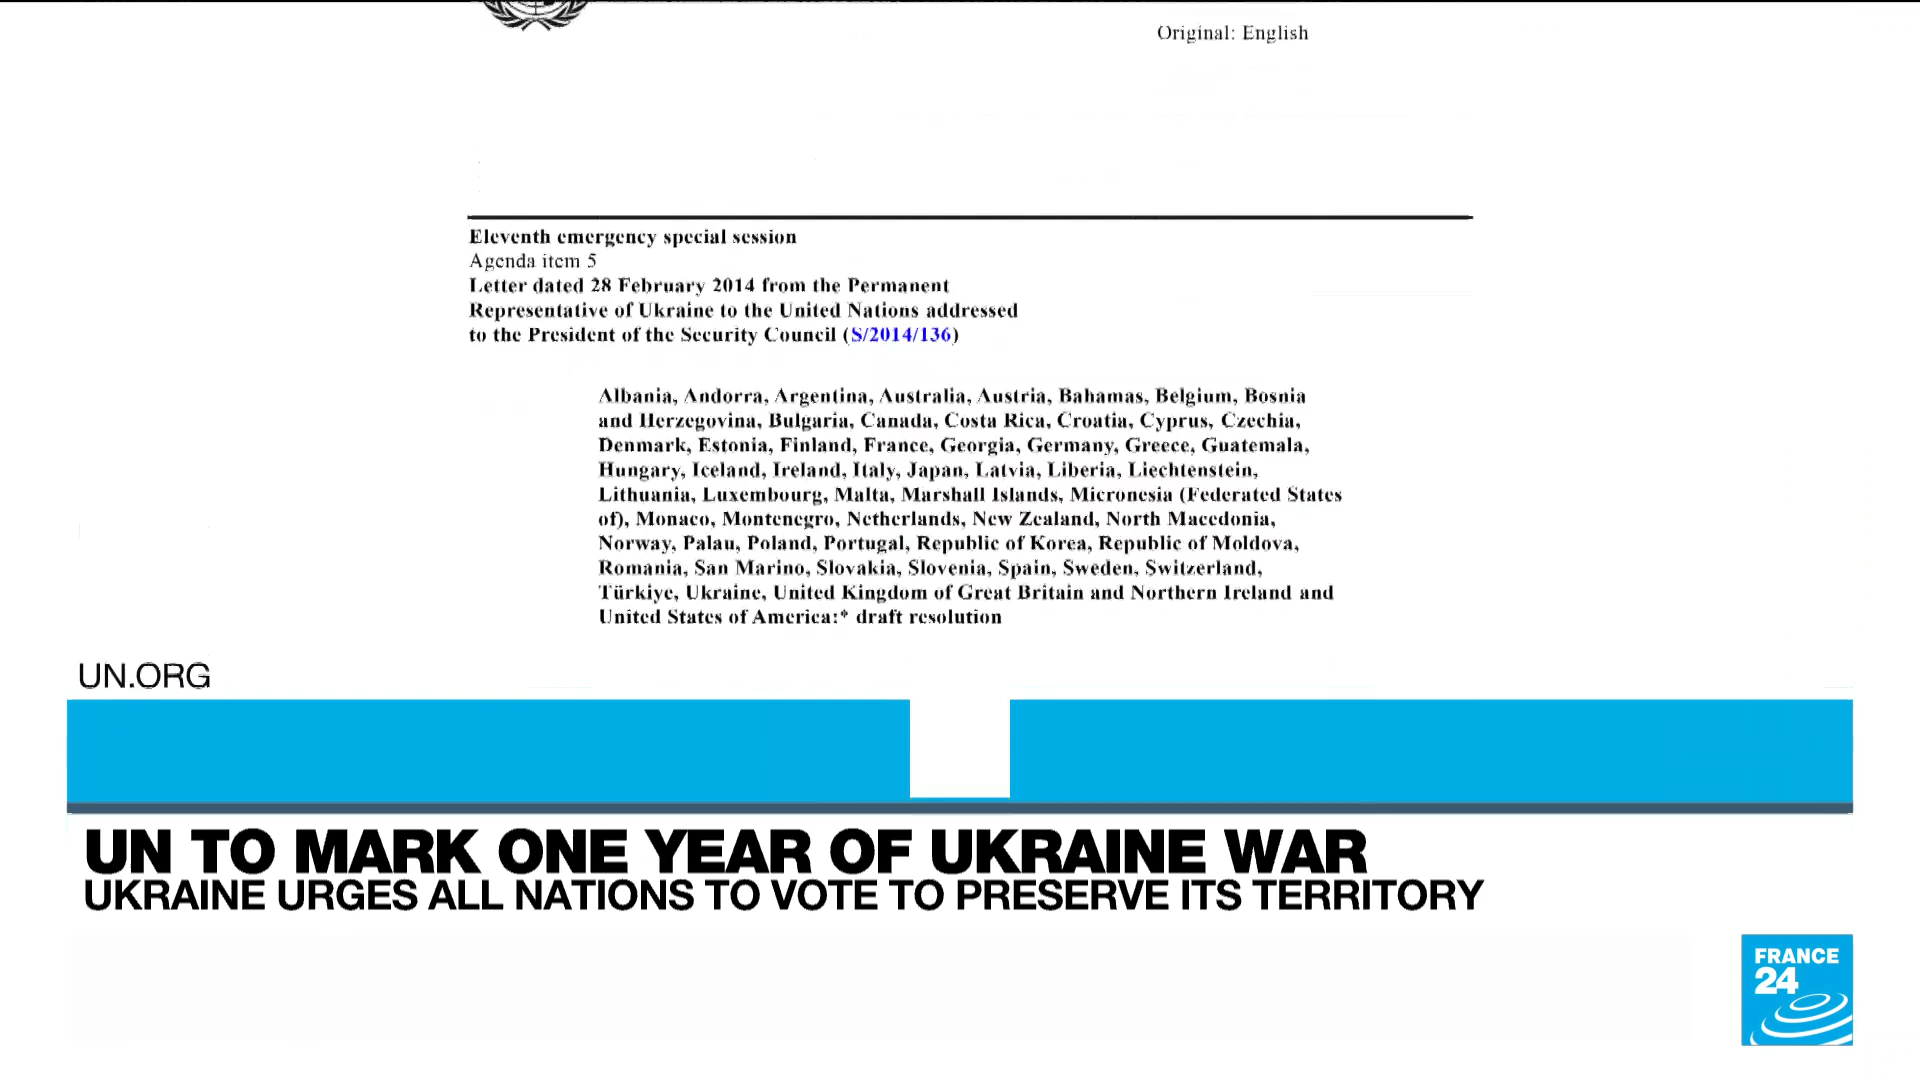 Original: English
Eleventh emergency special session
Agenda item 5
Letter dated 28 February 2014 from the Permanent
Representative of Ukraine to the United Nations addressed
to the President of the Security Council (S/2014/136)
Albania, Andorra, Argentina, Australia, Austria, Bahamas, Belgium, Bosnia
and Herzegovina, Bulgaria, Canada, Costa Rica, Croatia, Cyprus, Czechia,
Denmark, Estonia, Finland, France, Georgia, Germany, Greece, Guatemala,
Hungary, Iceland, Ireland, Italy, Japan, Latvia, Liberia, Liechtenstein,
Lithuania, Luxembourg, Malta, Marshall Islands, Micronesia (Federated States
of), Monaco, Montenegro, Netherlands, New Zealand, North Macedonia,
Norway, Palau, Poland, Portugal, Republic of Korea, Republic of Moldova,
Romania, San Marino, Slovakia, Slovenia, Spain, Sweden, Switzerland,
Türkiye, Ukraine, United Kingdom of Great Britain and Northern Ireland and
United States of America:* draft resolution
UN.ORG
UN TO MARK ONE YEAR OF UKRAINE WAR
UKRAINE URGES ALL NATIONS TO VOTE TO PRESERVE ITS TERRITORY
FRANCE
24